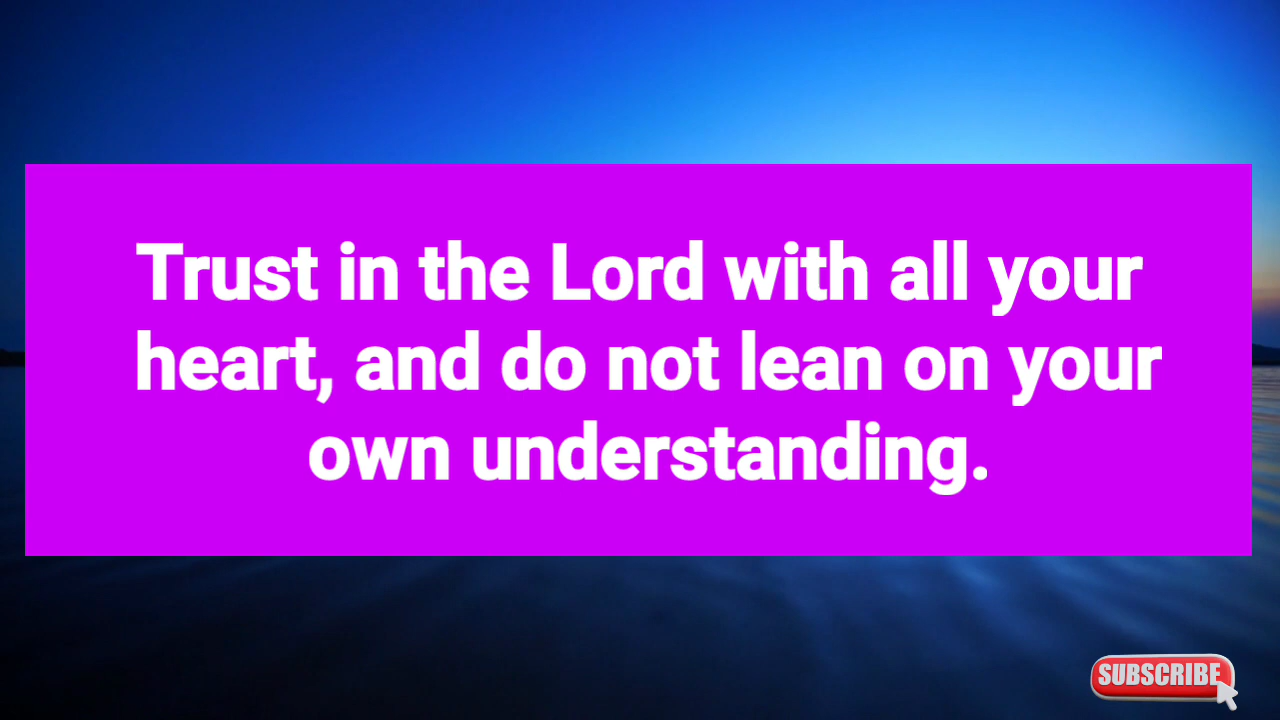 Trust in the Lord with all your
heart, and do not lean on your
own understanding.
SUBSCRIBE